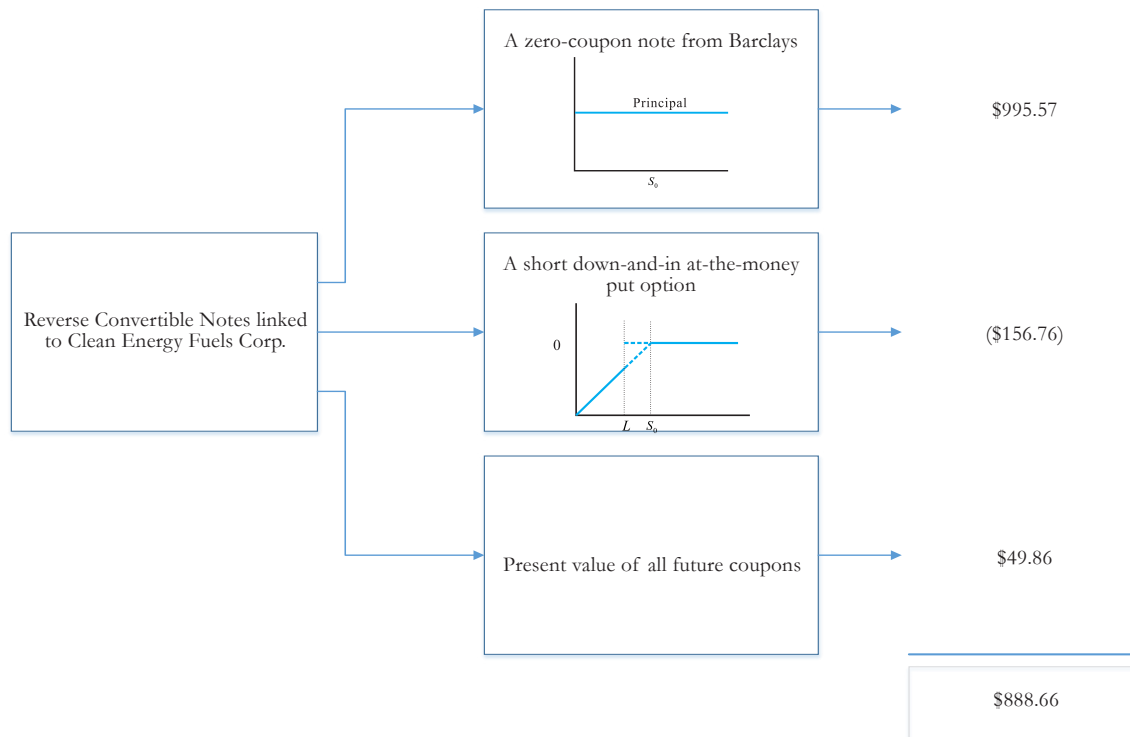 A zero-coupon note from Barclays
Principal
S₀
$995.57
Reverse Convertible Notes linked
to Clean Energy Fuels Corp.
A short down-and-in at-the-money
put option
0
L S₀
($156.76)
Present value of all future coupons
$49.86
$888.66